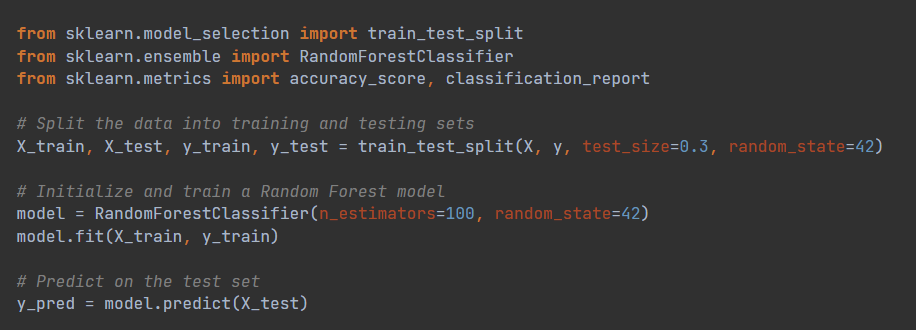 from sklearn.model_selection import train_test_split
from sklearn.ensemble import RandomForestClassifier
from sklearn.metrics import accuracy_score, classification_report
# Split the data into training and testing sets
X_train, X_test, y_train, y_test = train_test_split(X, y, test_size=0.3, random_state=42)
# Initialize and train a Random Forest model
model = RandomForestClassifier(n_estimators=100, random_state=42)
model.fit(X_train, y_train)
# Predict on the test set
y_pred = model.predict(X_test)